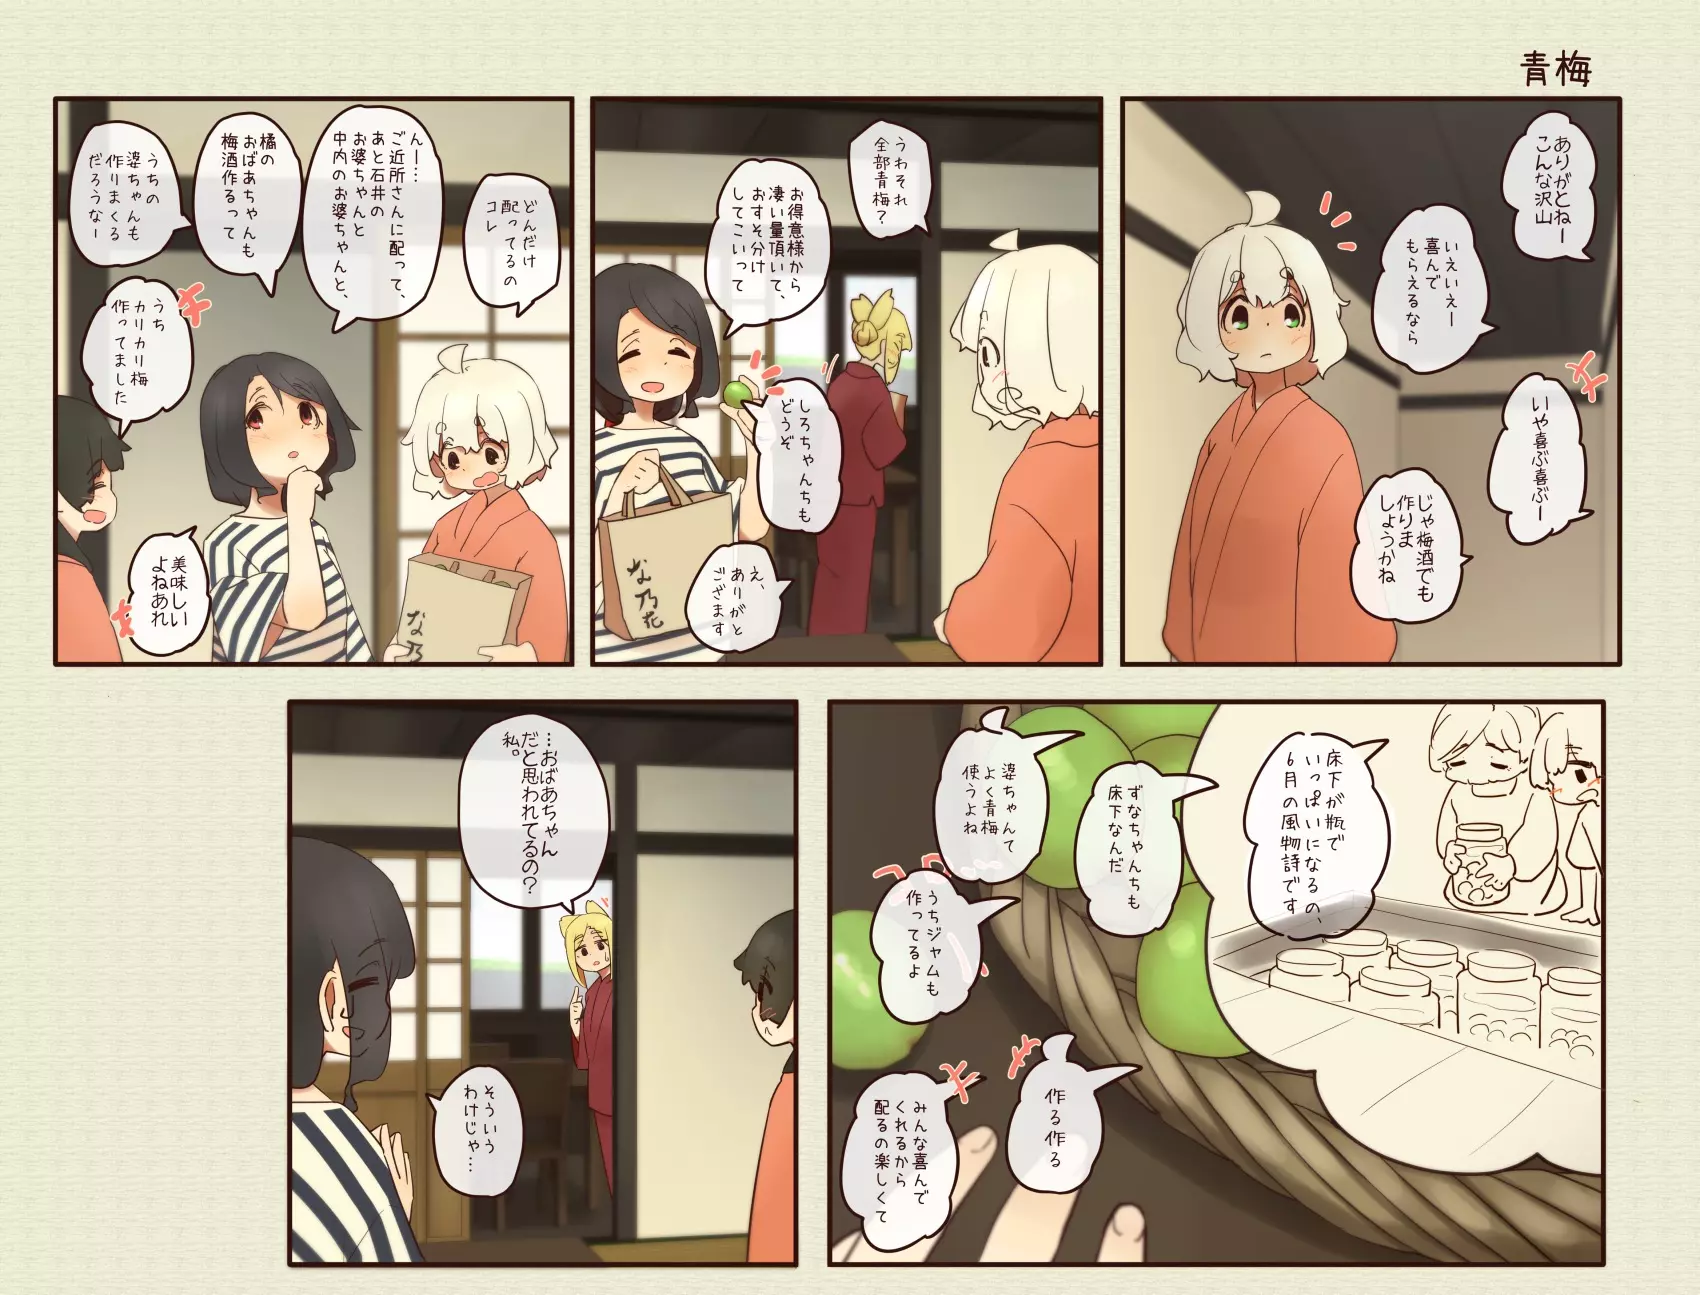 青梅
ありがとねー
こんな沢山
いえいえー
喜んで
もらえるなら
いや喜ぶ喜ぶー
じゃ梅酒でも
作りま
しょうかね
うわそれ
全部青梅?
お得意様から
凄い量頂いて、
おすそ分け
してこいって
しろちゃんちも
どうぞ
え、
ありがと
ございます
な乃花
どんだけ
配ってるの
コレ
んー…
ご近所さんに配って、
あと石井の
お婆ちゃんと
中内のお婆ちゃんと、
橘の
おばあちゃんも
梅酒作るって
うちの
婆ちゃんも
作りまくる
だろうなー
うち
カリカリ梅
作ってました
美味しい
よねあれ
な乃
床下が瓶で
いっぱいになるの、
6月の風物詩です
ずなちゃんちも
床下なんだ
婆ちゃんて
よく青梅
使うよね
うちジャムも
作ってるよ
作る作る
みんな喜んで
くれるから
配るの楽しくて
…おばあちゃん
だと思われてるの?
私。
そういう
わけじゃ…